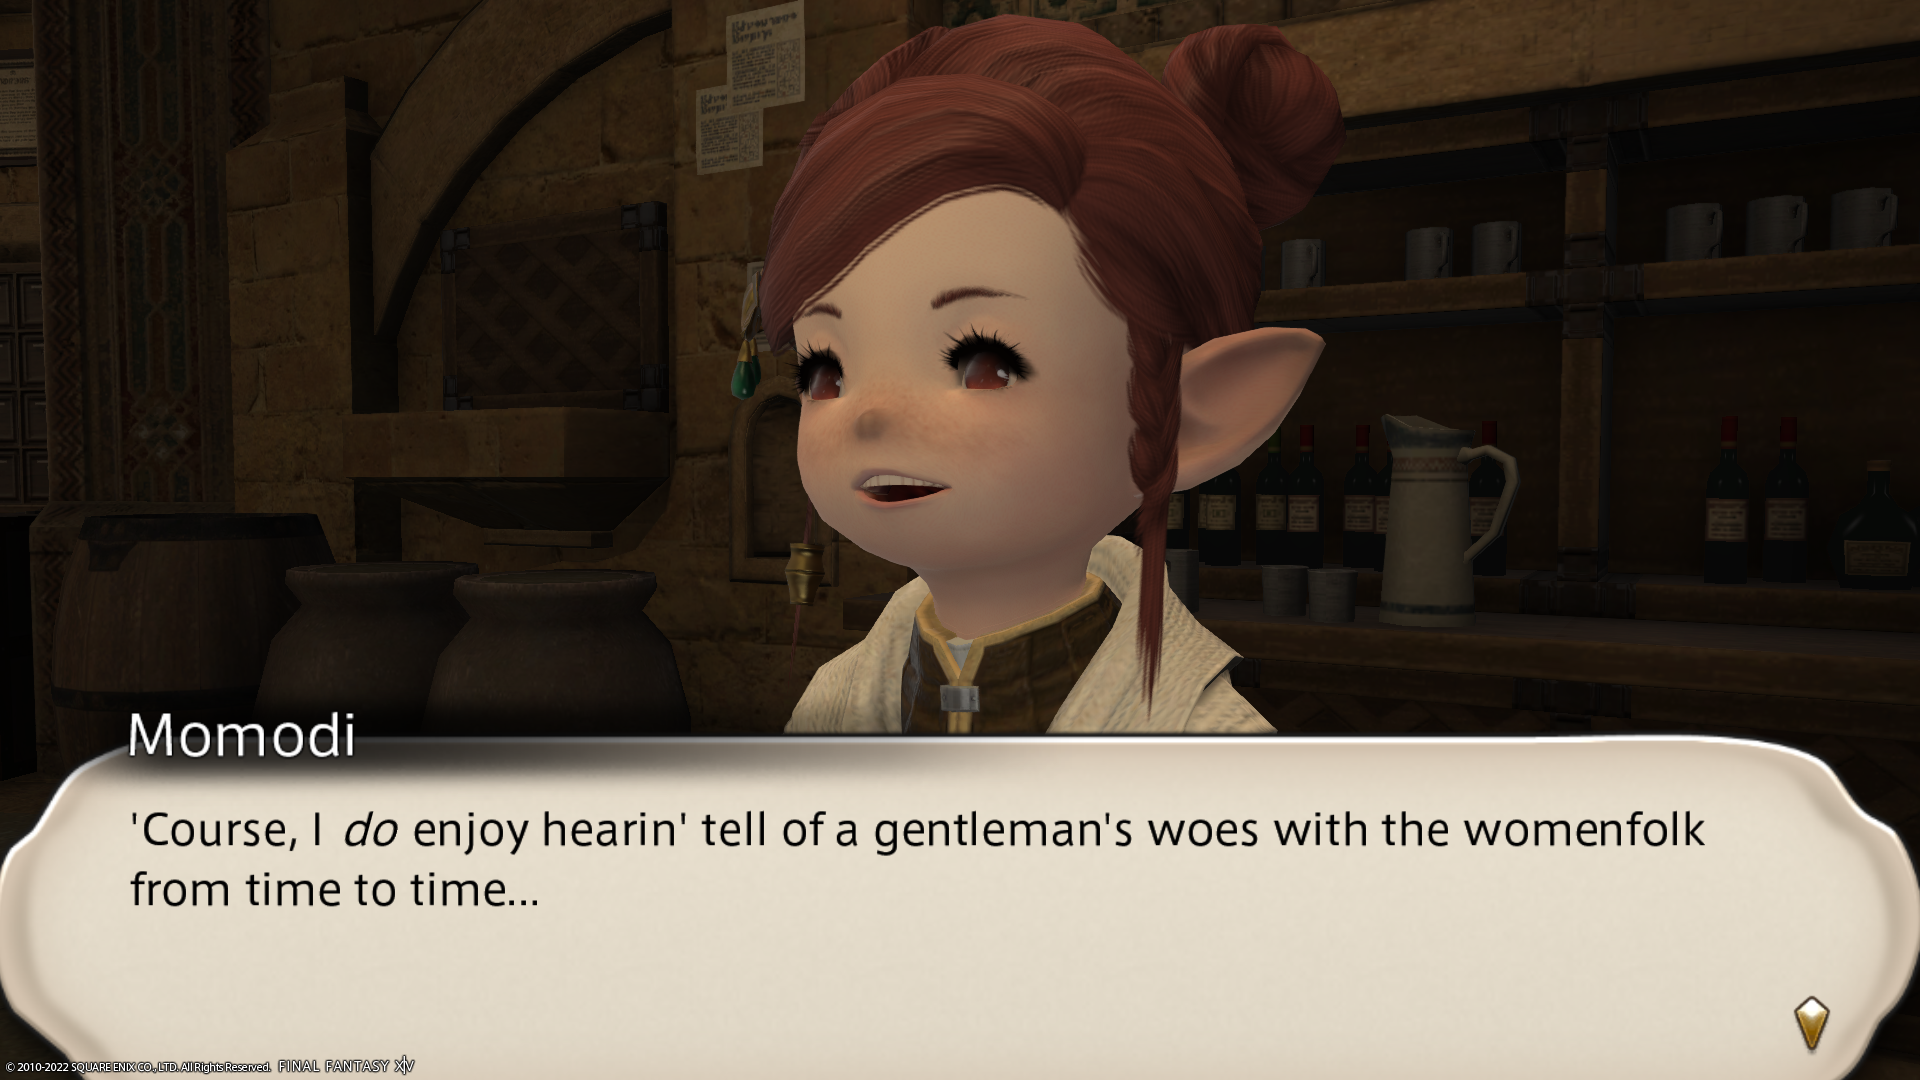 Momodi
'Course, I do enjoy hearin' tell of a gentleman's woes with the womenfolk
from time to time...
© 2010-2022 SQUARE ENIX CO., LTD. All Rights Reserved. FINAL FANTASY XIV